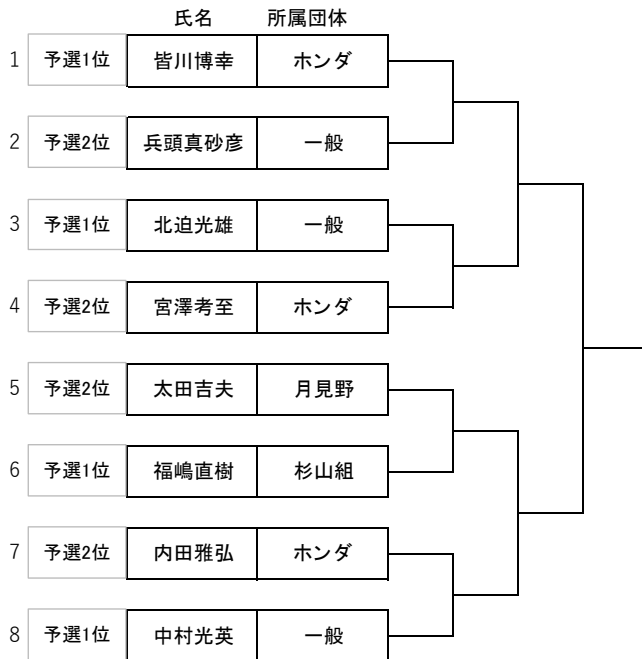 氏名 所属団体
1 予選1位 皆川博幸 ホンダ
2 予選2位 兵頭真砂彦 一般
3 予選1位 北迫光雄 一般
4 予選2位 宮澤考至 ホンダ
5 予選2位 太田吉夫 月見野
6 予選1位 福嶋直樹 杉山組
7 予選2位 内田雅弘 ホンダ
8 予選1位 中村光英 一般